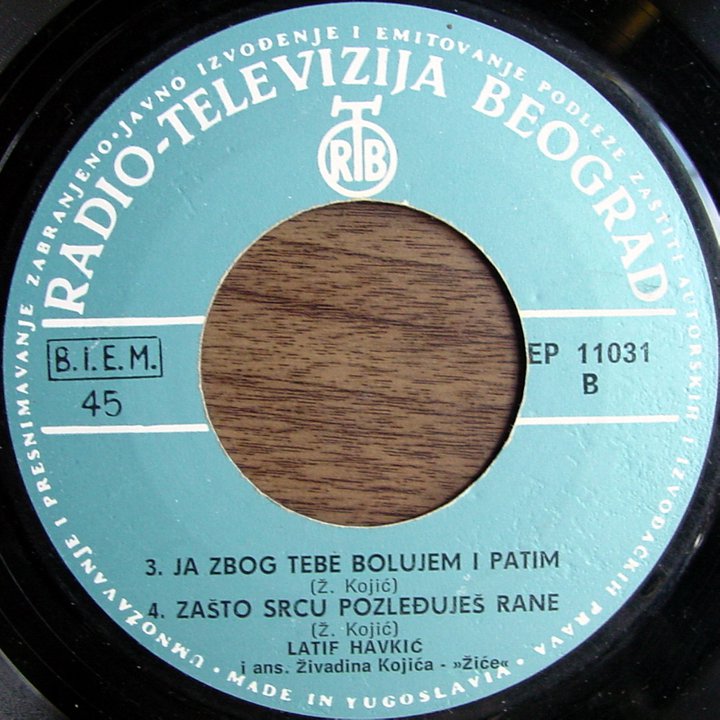 UMNOŽAVANJE I PRESNIMAVANJE ZABRANJENO • JAVNO IZVOĐENJE I EMITOVANJE PODLEŽE ZAŠTITI AUTORSKIH I IZVOĐAČKIH PRAVA •
RADIO-TELEVIZIJA BEOGRAD
RTB
B.I.E.M.
45
EP 11031
B
3. JA ZBOG TEBE BOLUJEM I PATIM
(Ž. Kojić)
4. ZAŠTO SRCU POZLEĐUJEŠ RANE
(Ž. Kojić)
LATIF HAVKIĆ
i ans. Živadina Kojića - »Žiće«
MADE IN YUGOSLAVIA